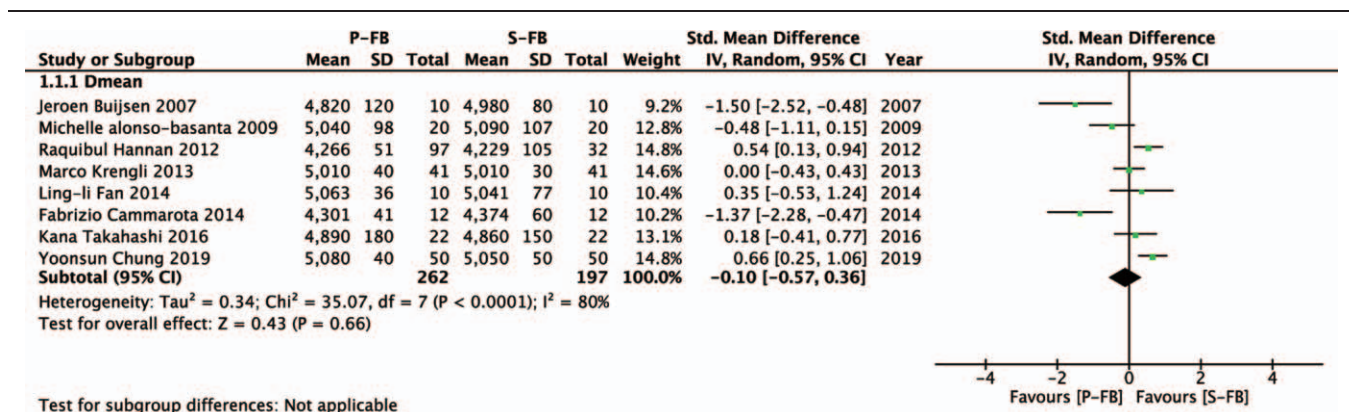 P-FB S-FB Std. Mean Difference Std. Mean Difference
Study or Subgroup Mean SD Total Mean SD Total Weight IV, Random, 95% CI Year IV, Random, 95% CI
1.1.1 Dmean
Jeroen Buijsen 2007 4,820 120 10 4,980 80 10 9.2% -1.50 [-2.52, -0.48] 2007
Michelle alonso-basanta 2009 5,040 98 20 5,090 107 20 12.8% -0.48 [-1.11, 0.15] 2009
Raquibul Hannan 2012 4,266 51 97 4,229 105 32 14.8% 0.54 [0.13, 0.94] 2012
Marco Krengli 2013 5,010 40 41 5,010 30 41 14.6% 0.00 [-0.43, 0.43] 2013
Ling-li Fan 2014 5,063 36 10 5,041 77 10 10.4% 0.35 [-0.53, 1.24] 2014
Fabrizio Cammarota 2014 4,301 41 12 4,374 60 12 10.2% -1.37 [-2.28, -0.47] 2014
Kana Takahashi 2016 4,890 180 22 4,860 150 22 13.1% 0.18 [-0.41, 0.77] 2016
Yoonsun Chung 2019 5,080 40 50 5,050 50 50 14.8% 0.66 [0.25, 1.06] 2019
Subtotal (95% CI) 262 197 100.0% -0.10 [-0.57, 0.36]
Heterogeneity: Tau² = 0.34; Chi² = 35.07, df = 7 (P < 0.0001); I² = 80%
Test for overall effect: Z = 0.43 (P = 0.66)
-4 -2 0 2 4
Favours [P-FB] Favours [S-FB]
Test for subgroup differences: Not applicable